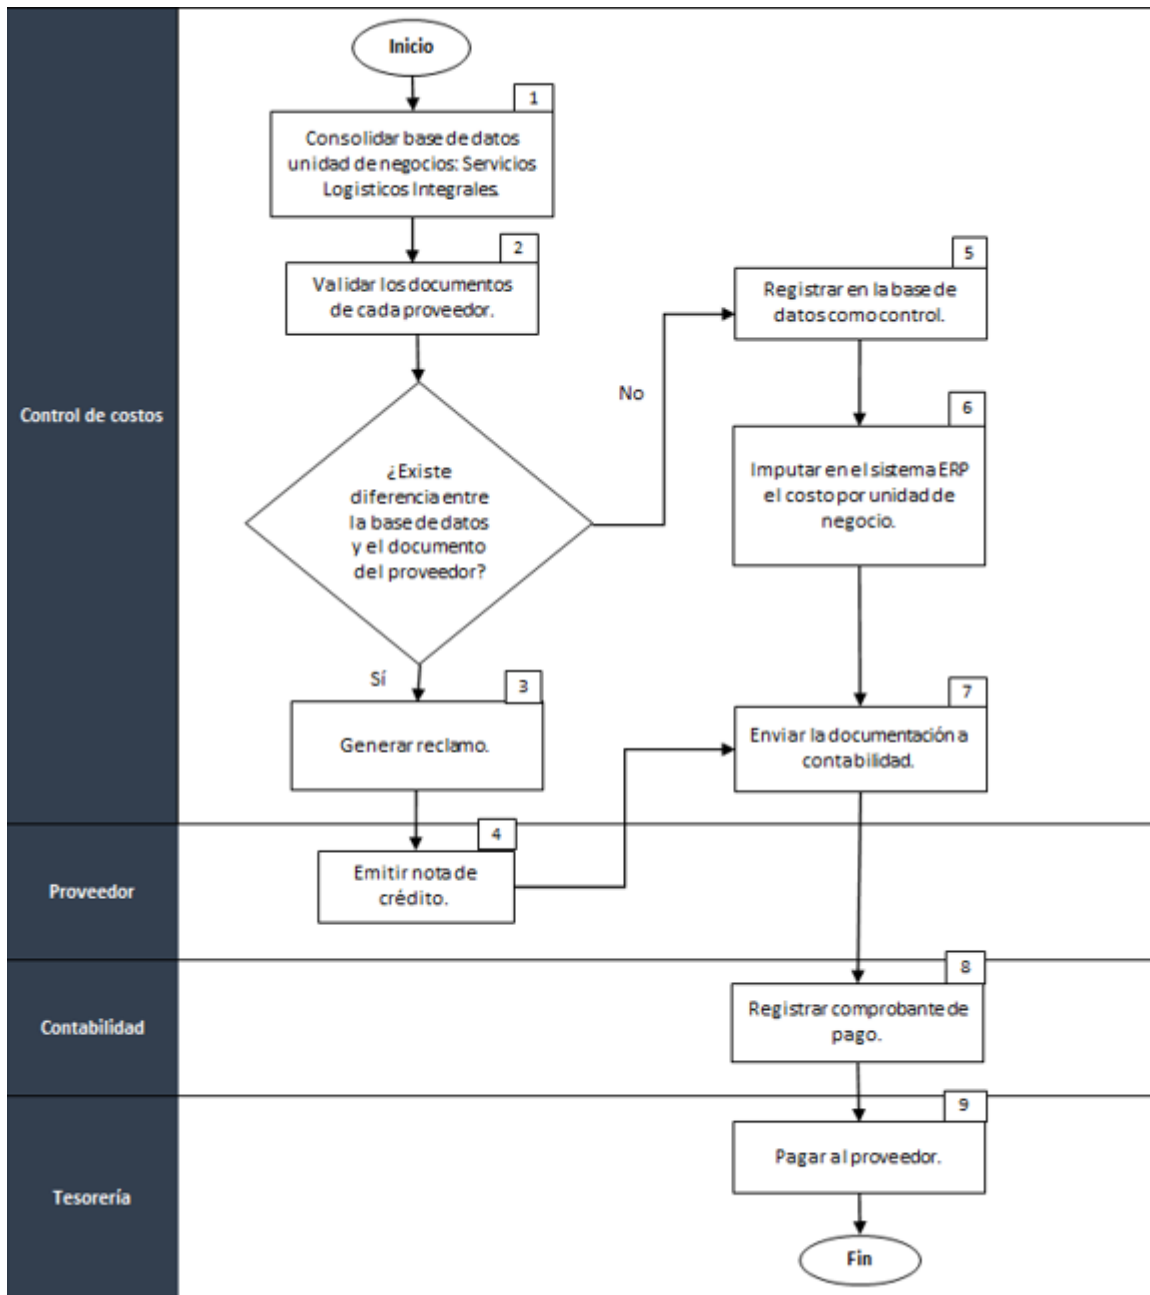 Inicio
1
Consolidar base de datos
unidad de negocios: Servicios
Logisticos Integrales.
2
Validar los documentos
de cada proveedor.
5
Registrar en la base de
datos como control.
No
6
Imputar en el sistema ERP
el costo por unidad de
negocio.
Control de costos
¿Existe
diferencia entre
la base de datos
y el documento
del proveedor?
Sí
3
Generar reclamo.
7
Enviar la documentación a
contabilidad.
4
Emitir nota de
crédito.
Proveedor
8
Registrar comprobante de
pago.
Contabilidad
9
Pagar al proveedor.
Tesorería
Fin